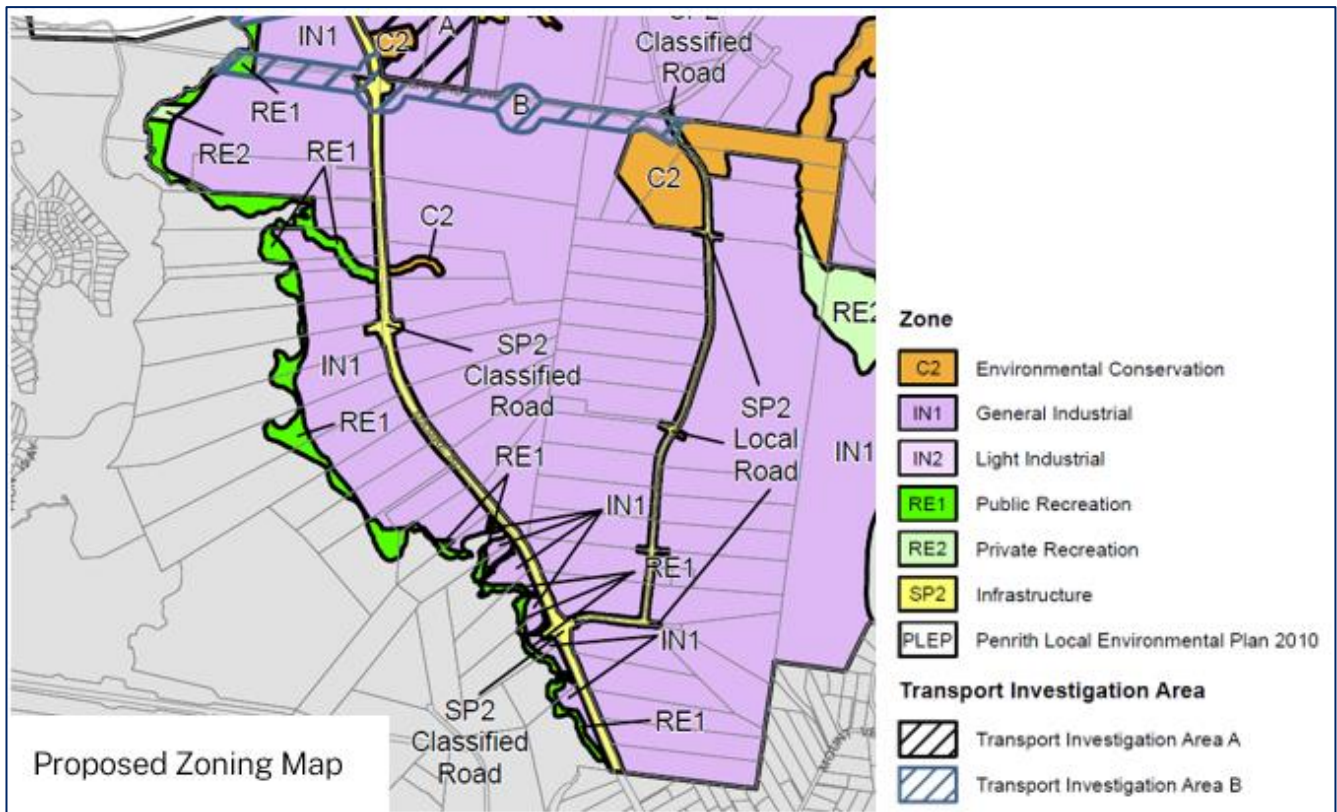 SP2
Classified
Road
IN1
C2
A
B
RE1
RE2
RE1
C2
C2
RE2
SP2
Classified
Road
IN1
SP2
Local
Road
IN1
RE1
RE1
IN1
RE1
IN1
SP2
Classified
Road
RE1
Proposed Zoning Map
Zone
C2 Environmental Conservation
IN1 General Industrial
IN2 Light Industrial
RE1 Public Recreation
RE2 Private Recreation
SP2 Infrastructure
PLEP Penrith Local Environmental Plan 2010
Transport Investigation Area
Transport Investigation Area A
Transport Investigation Area B